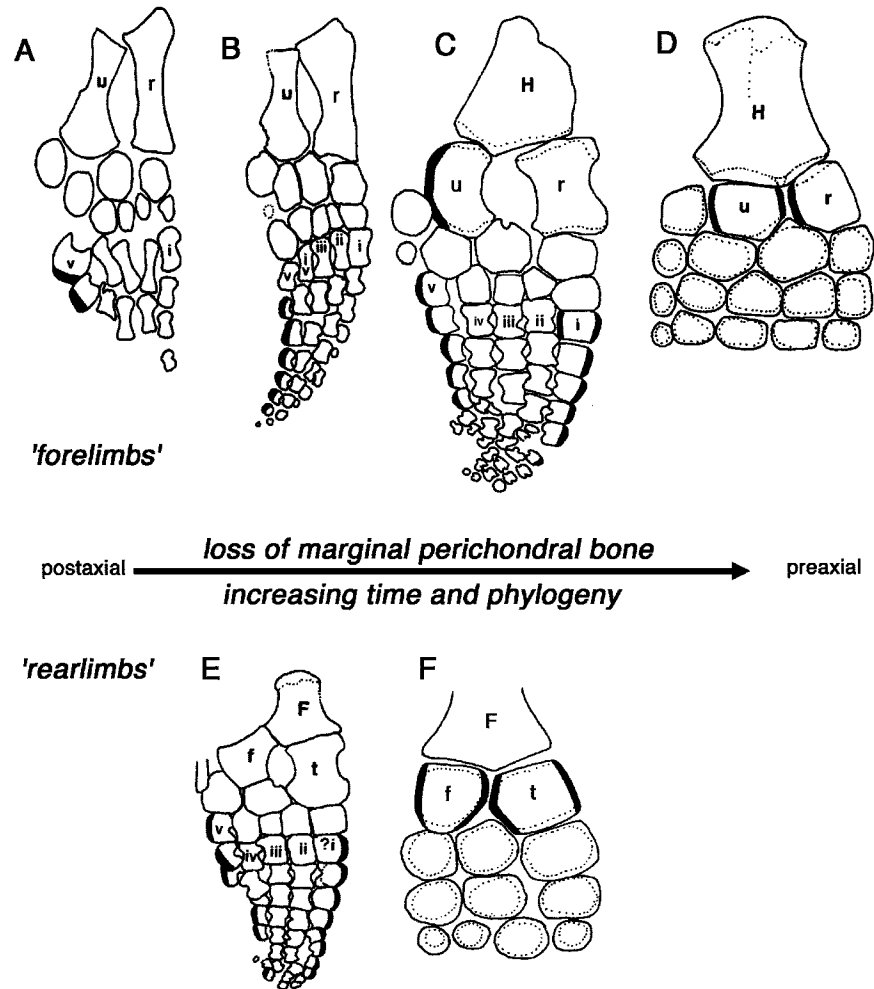 A
B
C
D
u
r
u
r
H
H
u
r
u
r
v
i
v
i
v
iii
ii
i
v
iv
iii
ii
i
'forelimbs'
loss of marginal perichondral bone
postaxial
preaxial
increasing time and phylogeny
'rearlimbs'
E
F
F
F
f
t
f
t
v
iv
iii
ii
?i